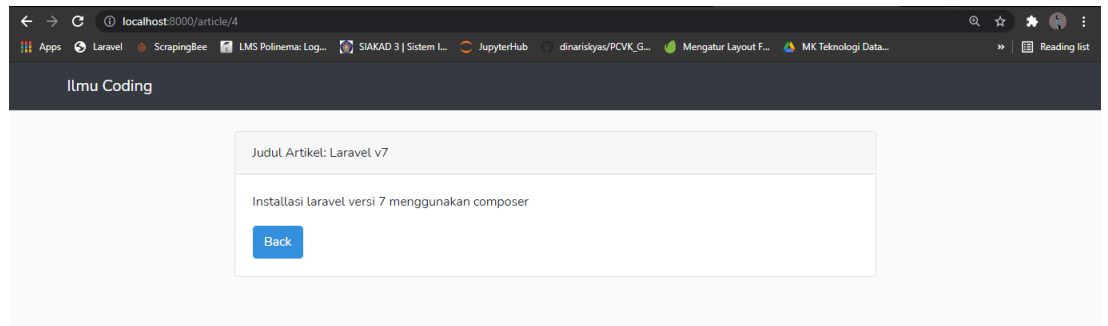 localhost:8000/article/4
Apps Laravel ScrapingBee LMS Polinema: Log... SIAKAD 3 | Sistem I... JupyterHub dinariskyas/PCVK_G... Mengatur Layout F... MK Teknologi Data... » Reading list
Ilmu Coding
Judul Artikel: Laravel v7
Installasi laravel versi 7 menggunakan composer
Back